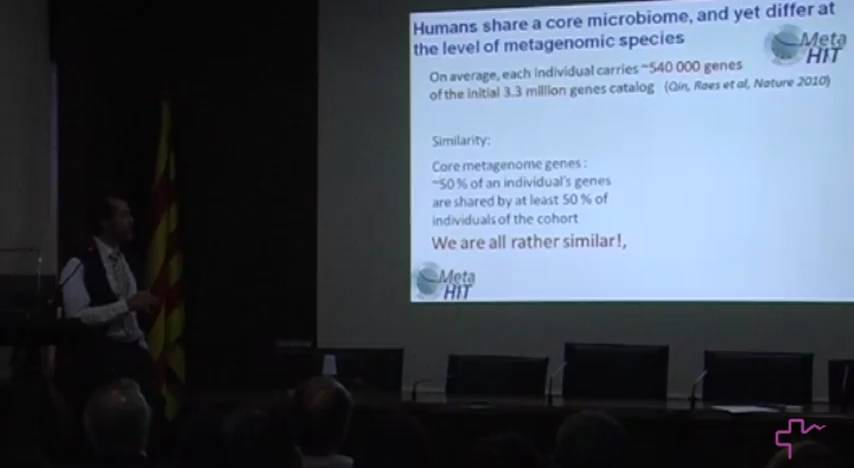 Humans share a core microbiome, and yet differ at
the level of metagenomic species
Meta
HIT
On average, each individual carries ~540 000 genes
of the initial 3.3 million genes catalog (Qin, Raes et al, Nature 2010)
Similarity:
Core metagenome genes :
~50 % of an individual's genes
are shared by at least 50 % of
individuals of the cohort
We are all rather similar!,
Meta
HIT